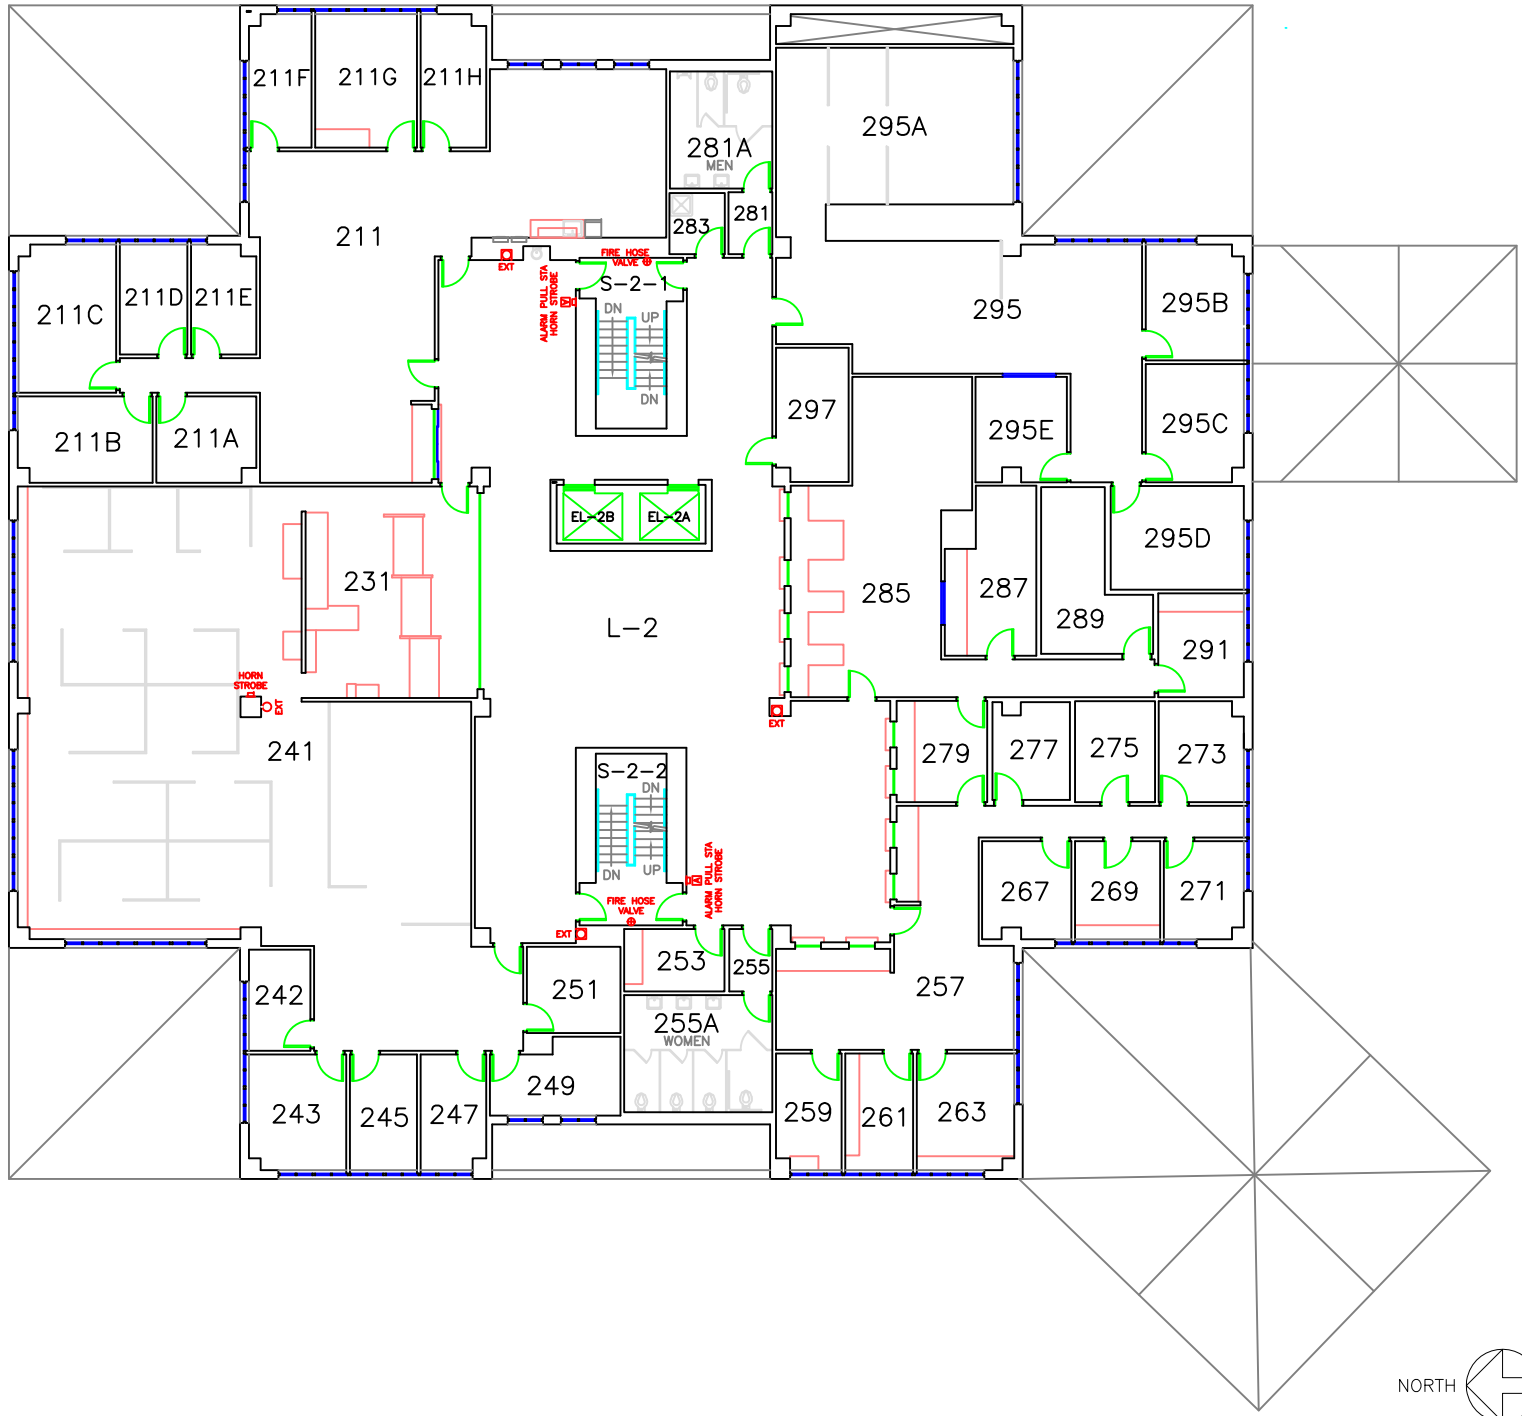 211F
211G
211H
281A
MEN
295A
211
283
281
EXT
FIRE HOSE
VALVE
ALARM PULL STA
HORN STROBE
S-2-1
DN
UP
DN
211C
211D
211E
295
295B
211B
211A
297
295E
295C
EL-2B
EL-2A
295D
231
L-2
285
287
289
291
HORN
STROBE
EXT
241
EXT
279
277
275
273
S-2-2
DN
DN
UP
ALARM PULL STA
HORN STROBE
FIRE HOSE
VALVE
EXT
267
269
271
242
251
253
255
257
255A
WOMEN
243
245
247
249
259
261
263
NORTH